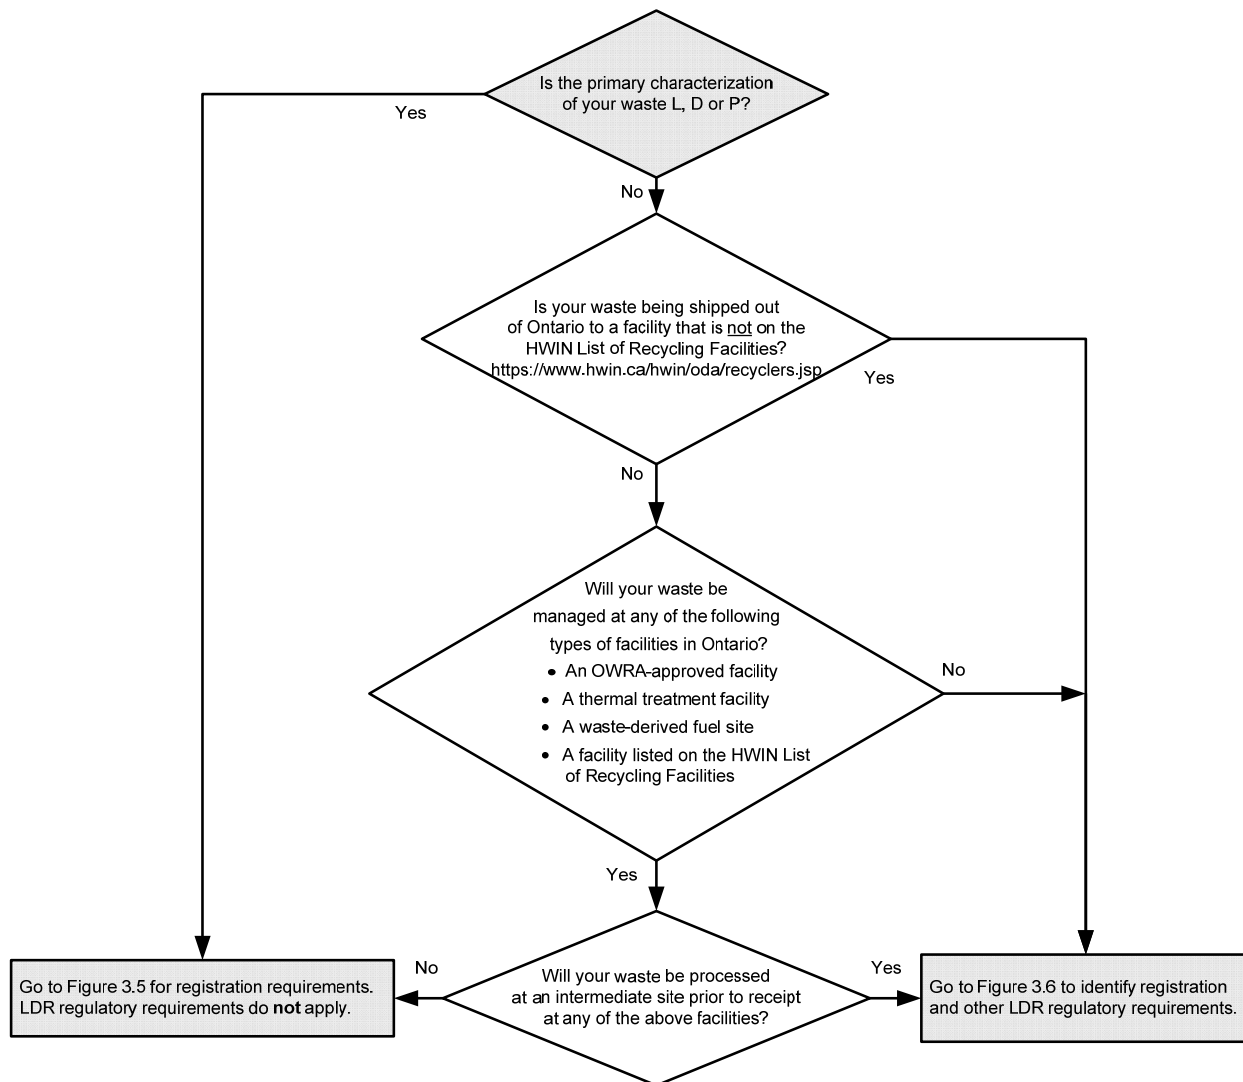 Is the primary characterization
of your waste L, D or P?
Yes
No
Is your waste being shipped out
of Ontario to a facility that is not on the
HWIN List of Recycling Facilities?
https://www.hwin.ca/hwin/oda/recyclers.jsp
Yes
No
Will your waste be
managed at any of the following
types of facilities in Ontario?
• An OWRA-approved facility
• A thermal treatment facility
• A waste-derived fuel site
• A facility listed on the HWIN List
of Recycling Facilities
No
Yes
Will your waste be processed
at an intermediate site prior to receipt
at any of the above facilities?
No
Yes
Go to Figure 3.5 for registration requirements.
LDR regulatory requirements do not apply.
Go to Figure 3.6 to identify registration
and other LDR regulatory requirements.